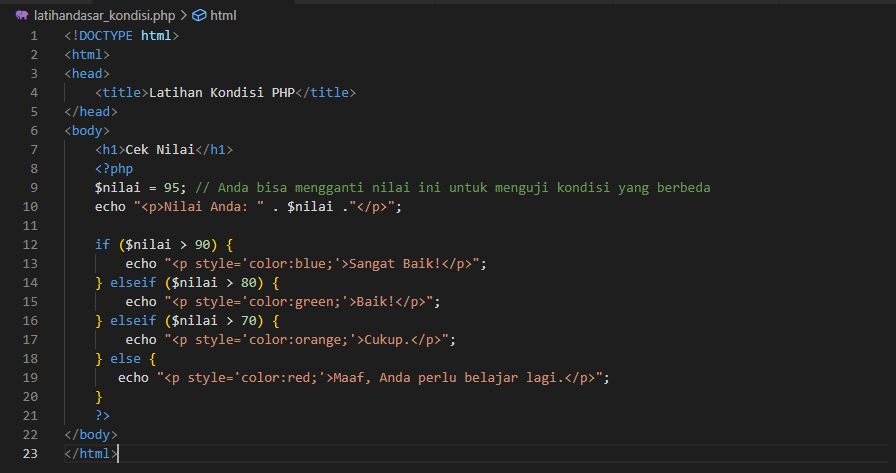 latihandasar_kondisi.php > html
1 <!DOCTYPE html>
2 <html>
3 <head>
4     <title>Latihan Kondisi PHP</title>
5 </head>
6 <body>
7     <h1>Cek Nilai</h1>
8     <?php
9     $nilai = 95; // Anda bisa mengganti nilai ini untuk menguji kondisi yang berbeda
10     echo "<p>Nilai Anda: " . $nilai ."</p>";
11
12     if ($nilai > 90) {
13         echo "<p style='color:blue;'>Sangat Baik!</p>";
14     } elseif ($nilai > 80) {
15         echo "<p style='color:green;'>Baik!</p>";
16     } elseif ($nilai > 70) {
17         echo "<p style='color:orange;'>Cukup.</p>";
18     } else {
19        echo "<p style='color:red;'>Maaf, Anda perlu belajar lagi.</p>";
20     }
21     ?>
22 </body>
23 </html>